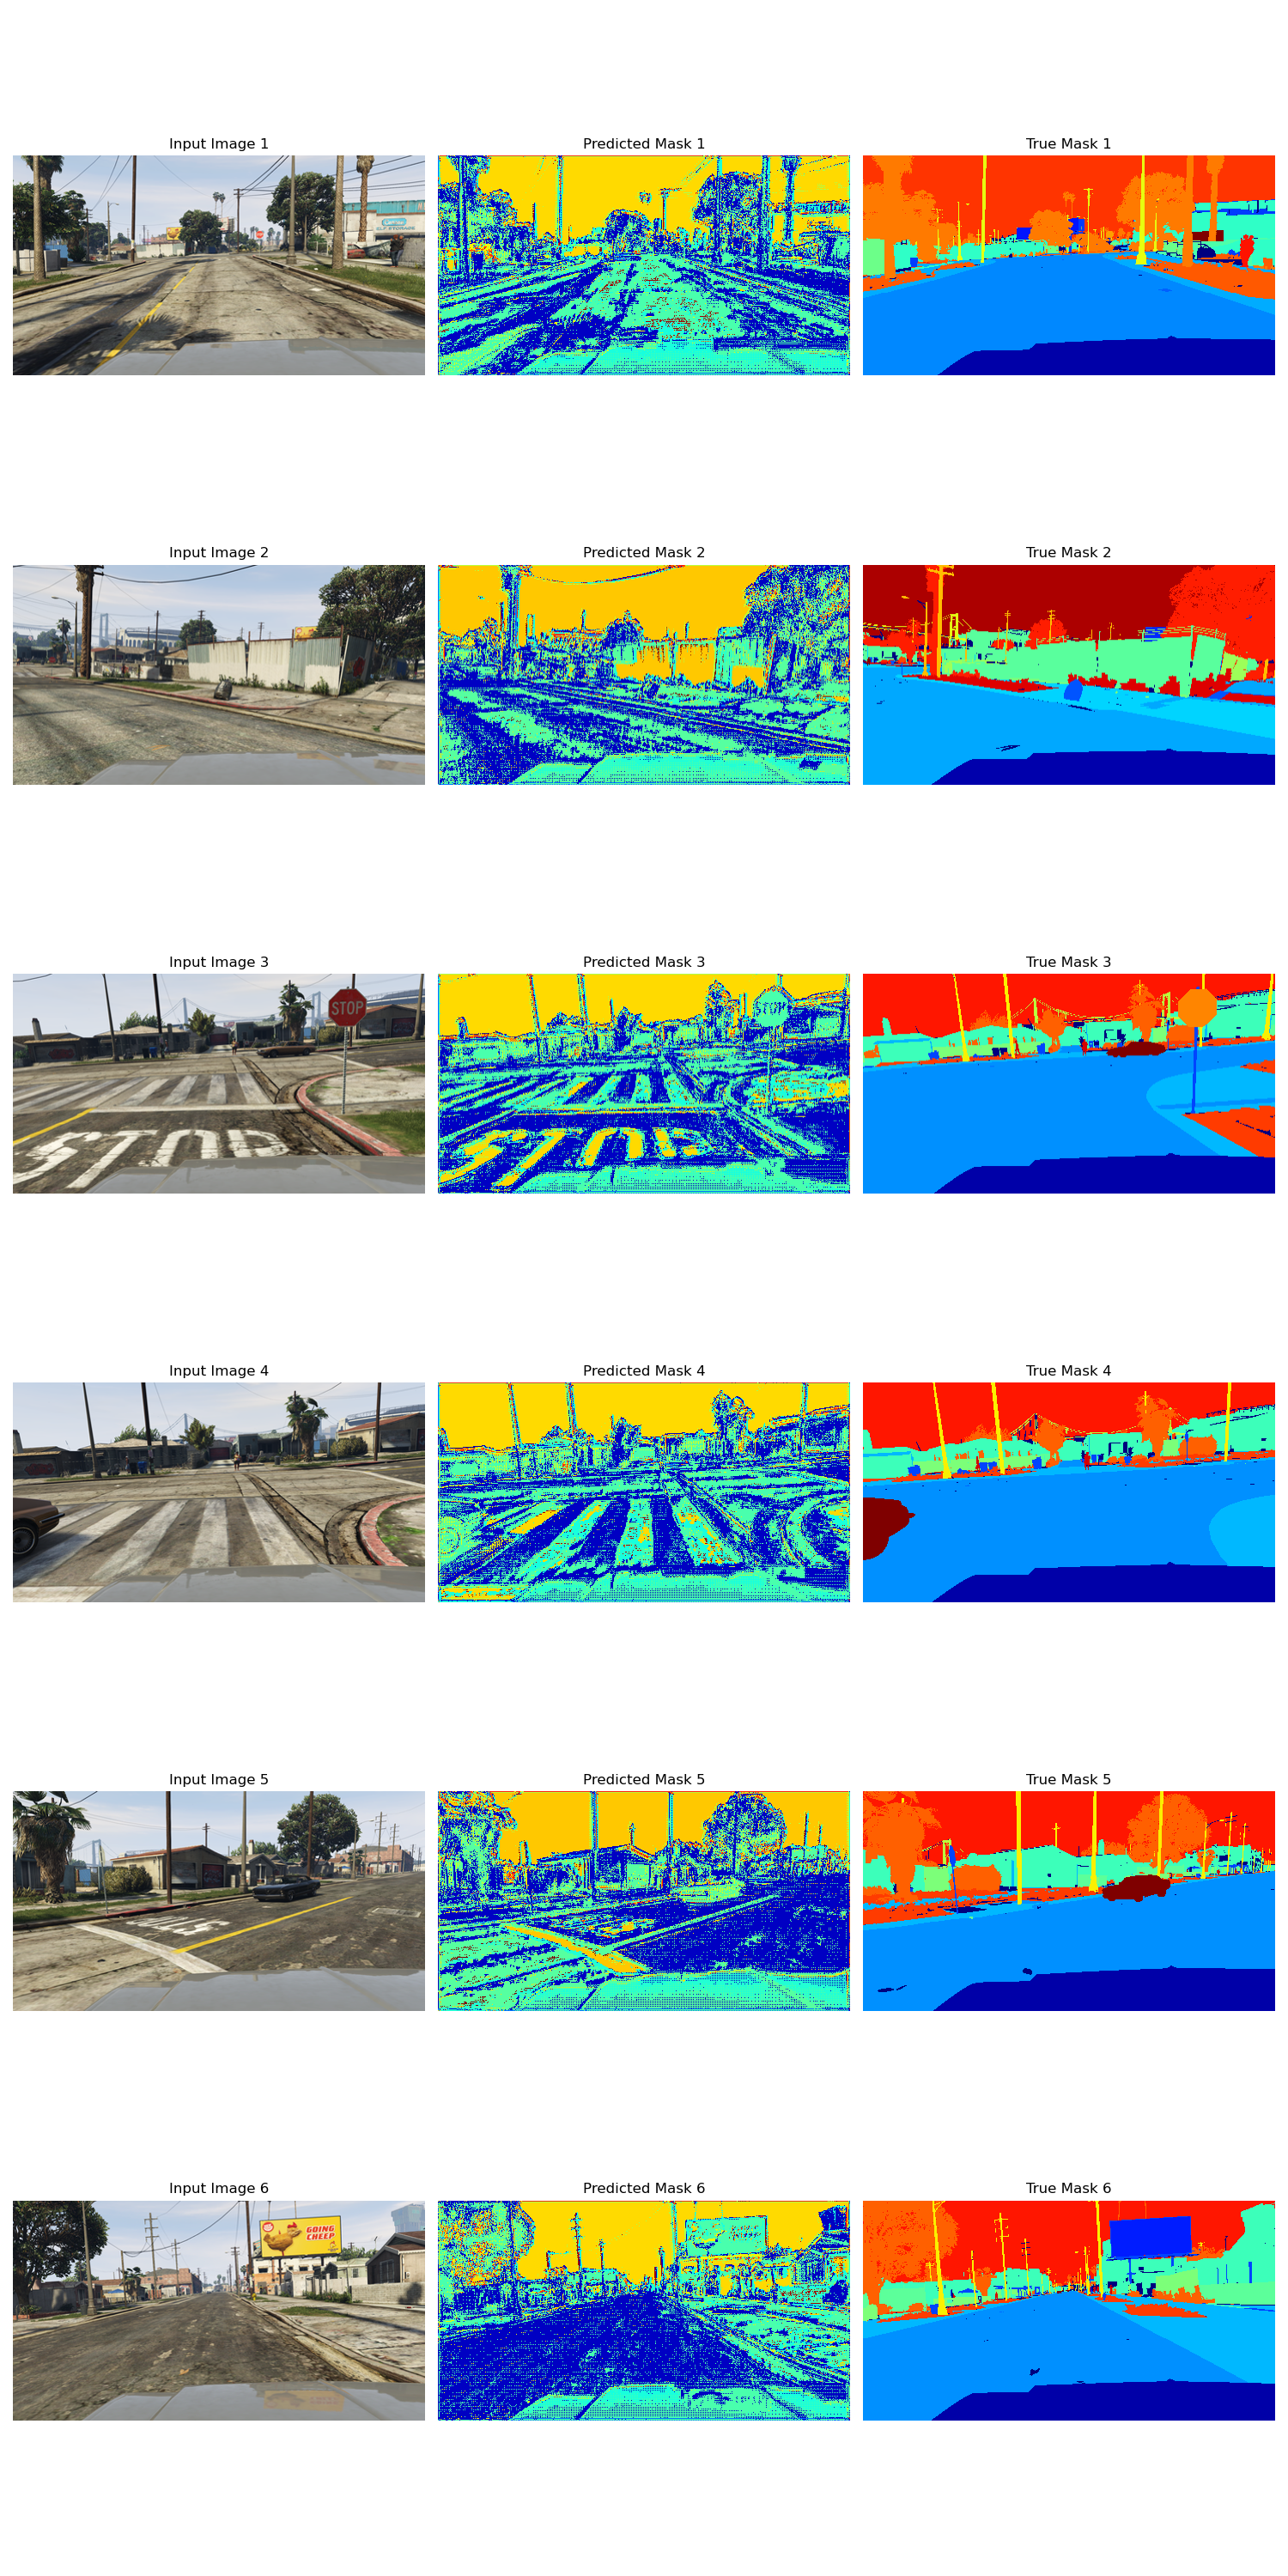 Input Image 1
Predicted Mask 1
True Mask 1
Input Image 2
Predicted Mask 2
True Mask 2
Input Image 3
Predicted Mask 3
True Mask 3
STOP
STOP
Input Image 4
Predicted Mask 4
True Mask 4
Input Image 5
Predicted Mask 5
True Mask 5
Input Image 6
Predicted Mask 6
True Mask 6
GOING
CHEEP